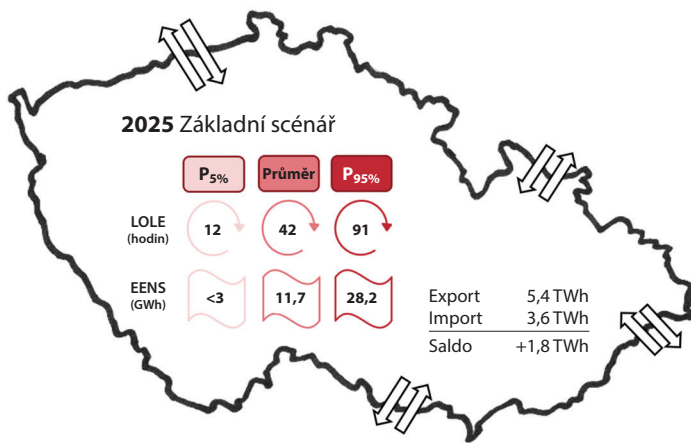 2025 Základní scénář
P5% Průměr P95%
LOLE
(hodin)
12 42 91
EENS
(GWh)
<3 11,7 28,2
Export 5,4 TWh
Import 3,6 TWh
Saldo +1,8 TWh